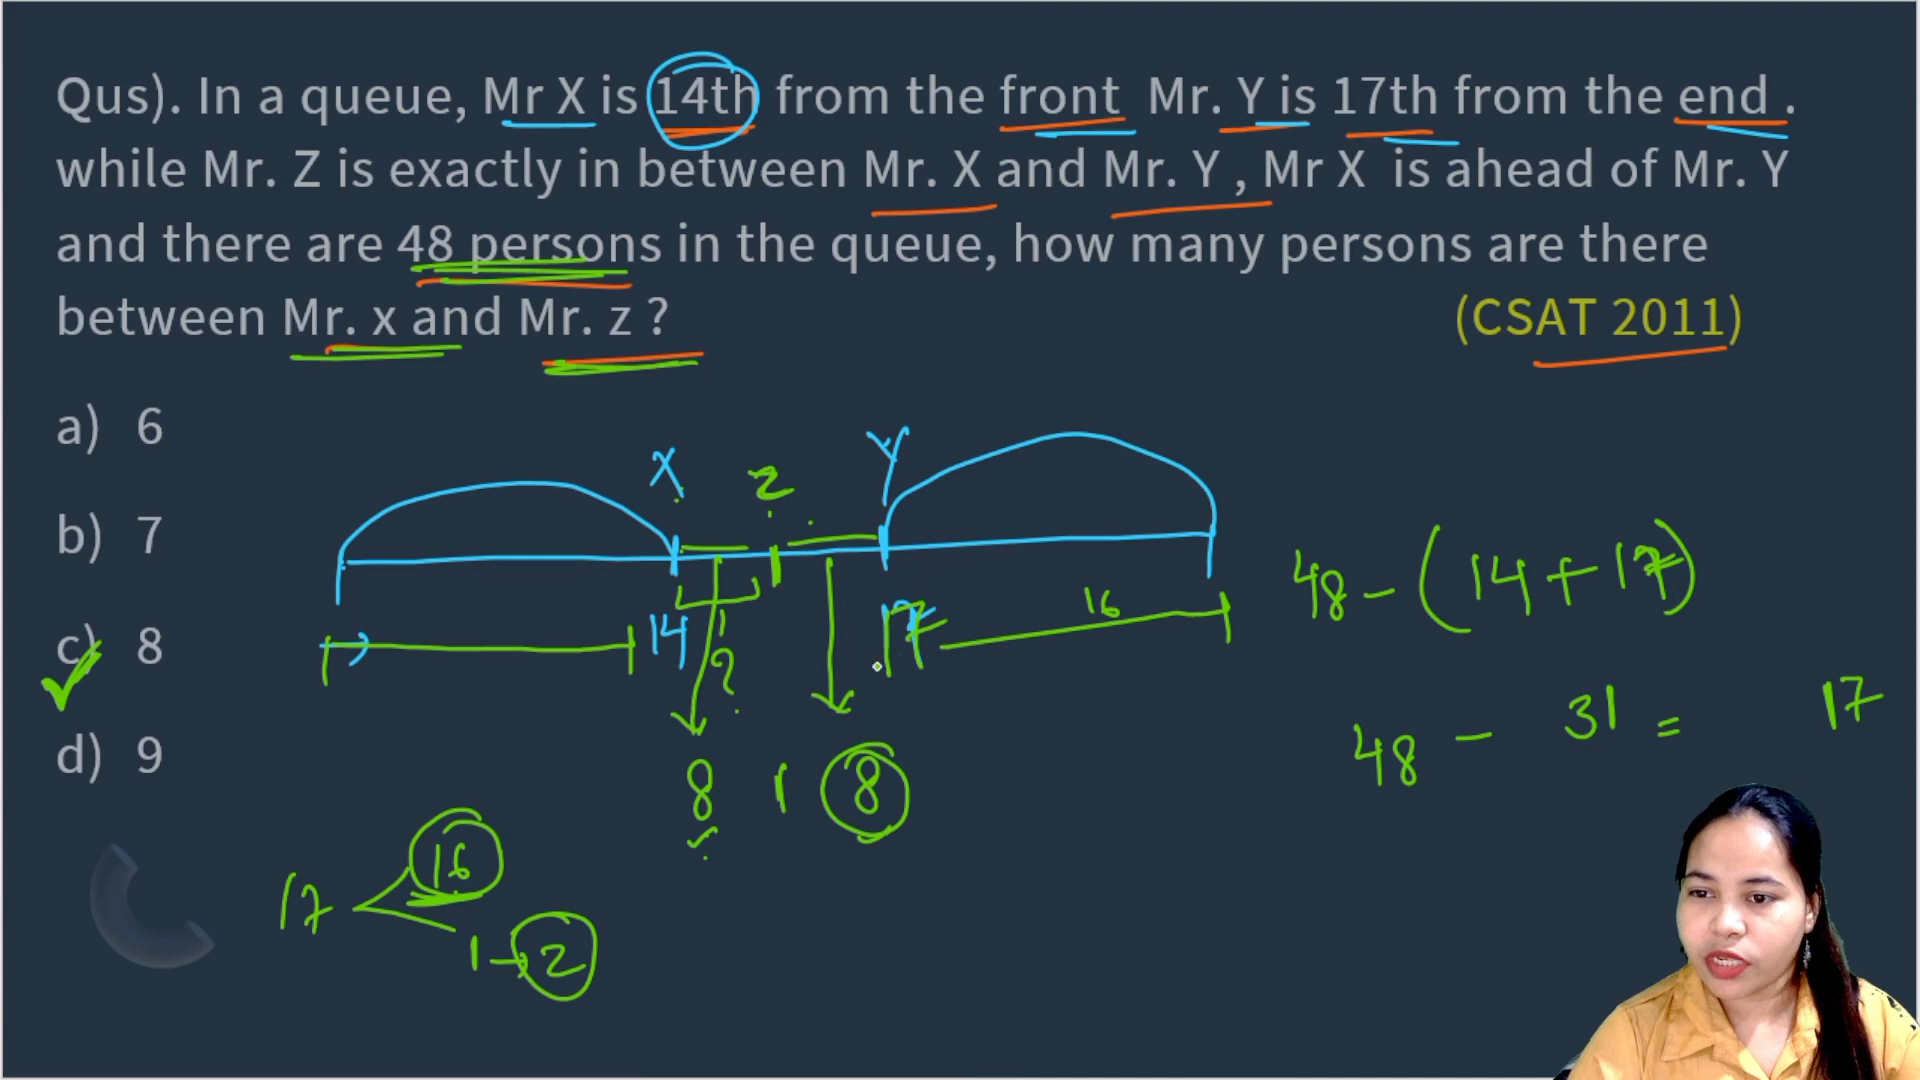 Qus). In a queue, Mr X is 14th from the front Mr. Y is 17th from the end .
while Mr. Z is exactly in between Mr. X and Mr. Y , Mr X is ahead of Mr. Y
and there are 48 persons in the queue, how many persons are there
between Mr. x and Mr. z ?
(CSAT 2011)
a) 6
b) 7
c) 8
d) 9
X
Z
Y
14
17
16
?
8 1 8
48 - (14 + 17)
48 - 31 = 17
17
16
1 → Z